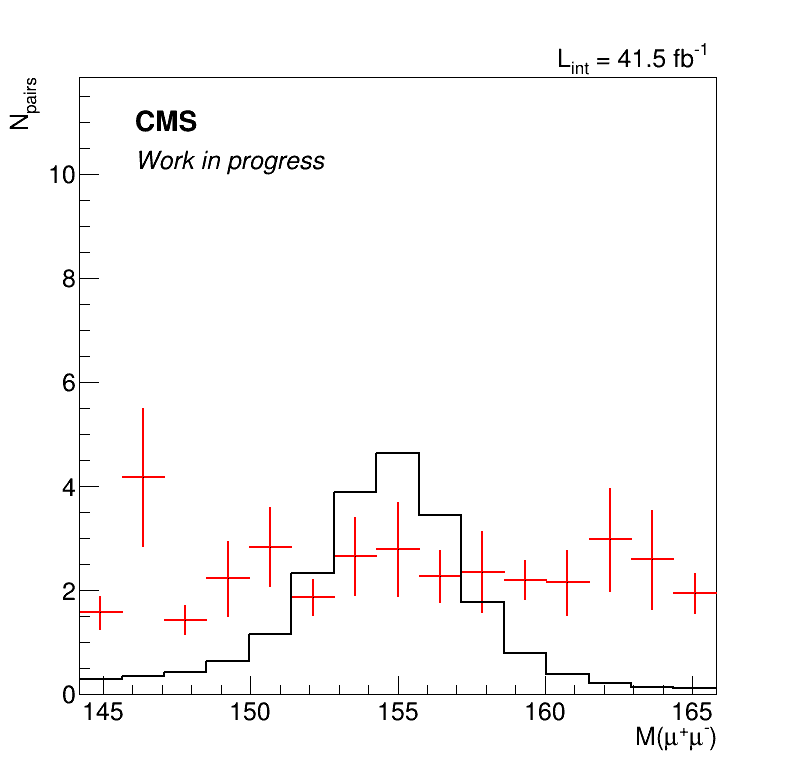 L_int = 41.5 fb^-1
N_pairs
CMS
Work in progress
10
8
6
4
2
0
145 150 155 160 165
M(μ⁺μ⁻)